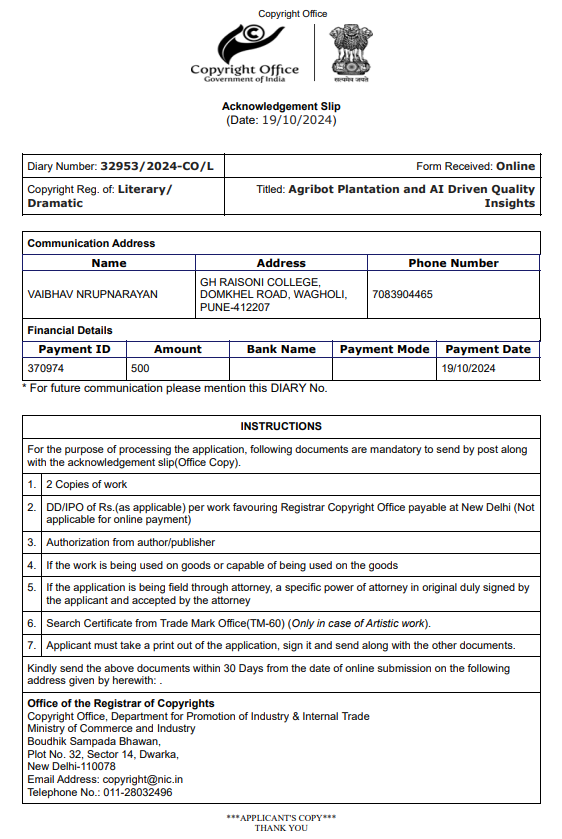 Copyright Office
Copyright Office
Government of India
सत्यमेव जयते
Acknowledgement Slip
(Date: 19/10/2024)
Diary Number: 32953/2024-CO/L
Form Received: Online
Copyright Reg. of: Literary/
Dramatic
Titled: Agribot Plantation and AI Driven Quality
Insights
Communication Address
Name Address Phone Number
VAIBHAV NRUPNARAYAN
GH RAISONI COLLEGE,
DOMKHEL ROAD, WAGHOLI,
PUNE-412207
7083904465
Financial Details
Payment ID Amount Bank Name Payment Mode Payment Date
370974 500 19/10/2024
* For future communication please mention this DIARY No.
INSTRUCTIONS
For the purpose of processing the application, following documents are mandatory to send by post along
with the acknowledgement slip(Office Copy).
1. 2 Copies of work
2. DD/IPO of Rs.(as applicable) per work favouring Registrar Copyright Office payable at New Delhi (Not
applicable for online payment)
3. Authorization from author/publisher
4. If the work is being used on goods or capable of being used on the goods
5. If the application is being field through attorney, a specific power of attorney in original duly signed by
the applicant and accepted by the attorney
6. Search Certificate from Trade Mark Office(TM-60) (Only in case of Artistic work).
7. Applicant must take a print out of the application, sign it and send along with the other documents.
Kindly send the above documents within 30 Days from the date of online submission on the following
address given by herewith: .
Office of the Registrar of Copyrights
Copyright Office, Department for Promotion of Industry & Internal Trade
Ministry of Commerce and Industry
Boudhik Sampada Bhawan,
Plot No. 32, Sector 14, Dwarka,
New Delhi-110078
Email Address: copyright@nic.in
Telephone No.: 011-28032496
***APPLICANT'S COPY***
THANK YOU